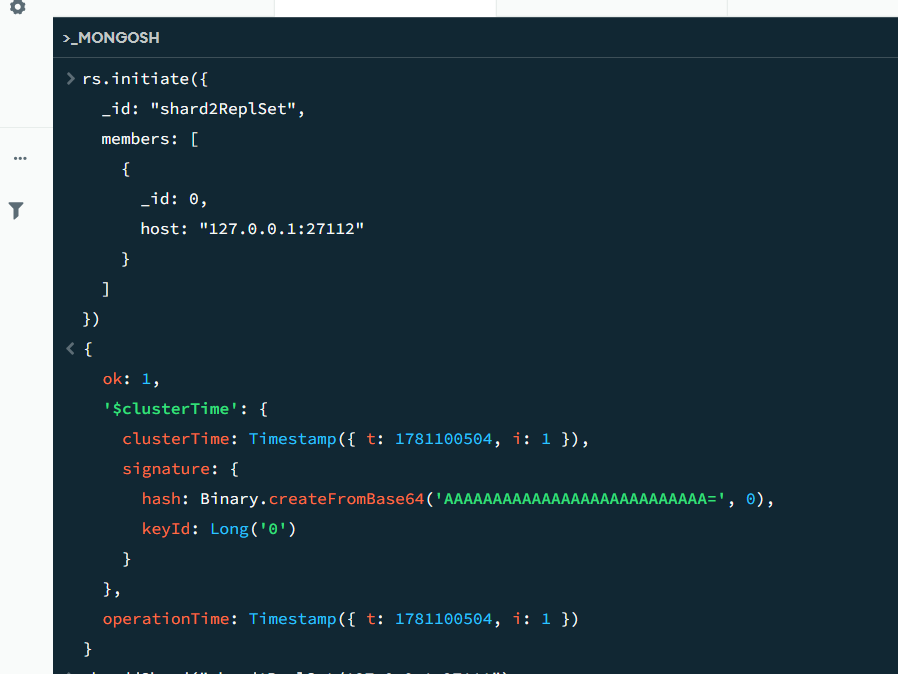 >_MONGOSH
> rs.initiate({
_id: "shard2ReplSet",
members: [
{
_id: 0,
host: "127.0.0.1:27112"
}
]
})
< {
ok: 1,
'$clusterTime': {
clusterTime: Timestamp({ t: 1781100504, i: 1 }),
signature: {
hash: Binary.createFromBase64('AAAAAAAAAAAAAAAAAAAAAAAAAAA=', 0),
keyId: Long('0')
}
},
operationTime: Timestamp({ t: 1781100504, i: 1 })
}